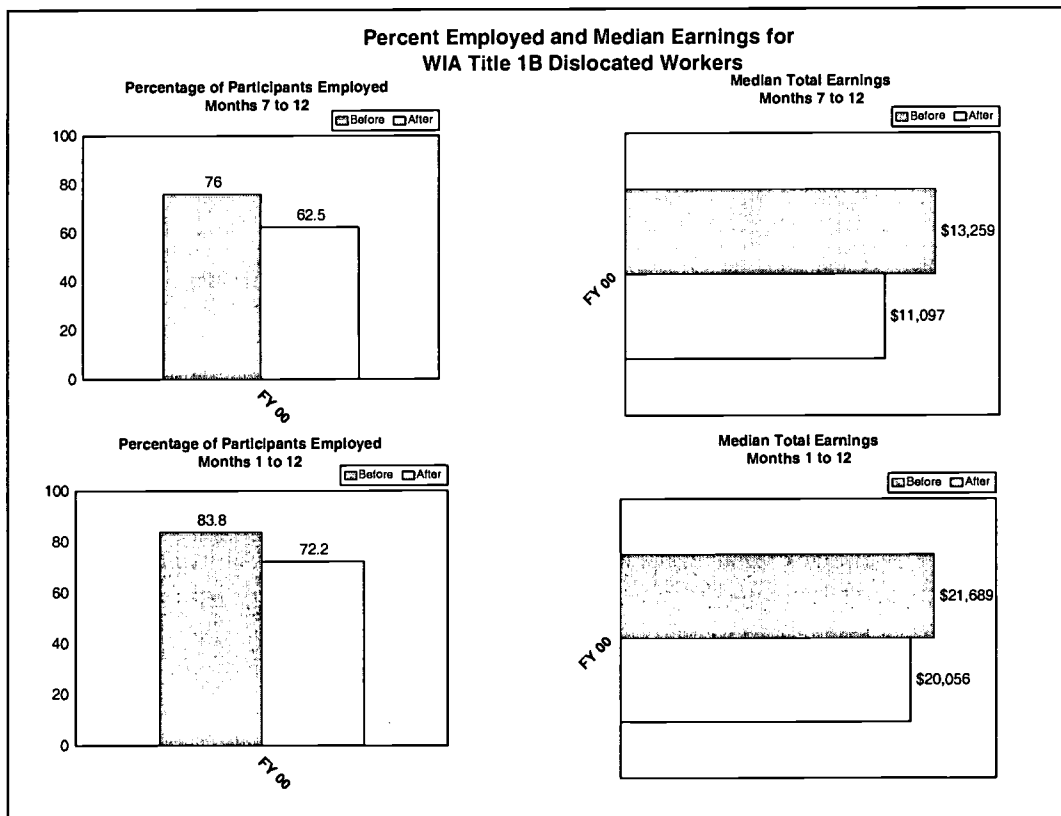 Percent Employed and Median Earnings for
WIA Title 1B Dislocated Workers
Percentage of Participants Employed
Months 7 to 12
Before After
100
80
60
40
20
0
76
62.5
FY 00
Median Total Earnings
Months 7 to 12
Before After
$13,259
$11,097
FY 00
Percentage of Participants Employed
Months 1 to 12
Before After
100
80
60
40
20
0
83.8
72.2
FY 00
Median Total Earnings
Months 1 to 12
Before After
$21,689
$20,056
FY 00